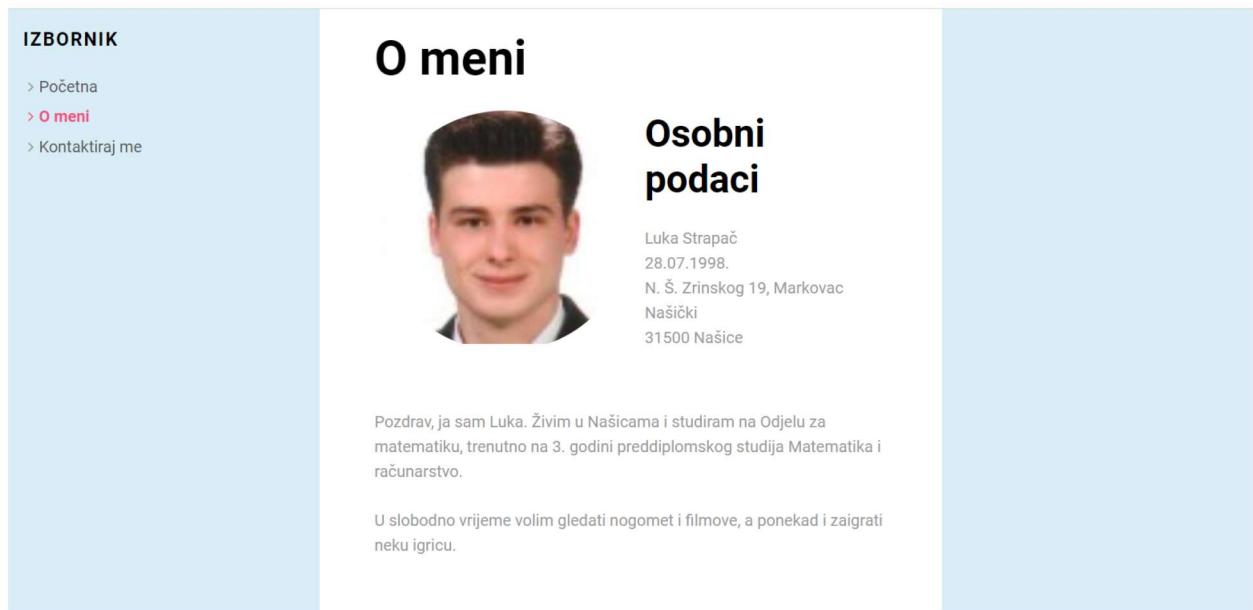 IZBORNIK
Početna
O meni
Kontaktiraj me
O meni
Osobni
podaci
Luka Strapač
28.07.1998.
N. Š. Zrinskog 19, Markovac
Našički
31500 Našice
Pozdrav, ja sam Luka. Živim u Našicama i studiram na Odjelu za
matematiku, trenutno na 3. godini preddiplomskog studija Matematika i
računarstvo.
U slobodno vrijeme volim gledati nogomet i filmove, a ponekad i zaigrati
neku igricu.